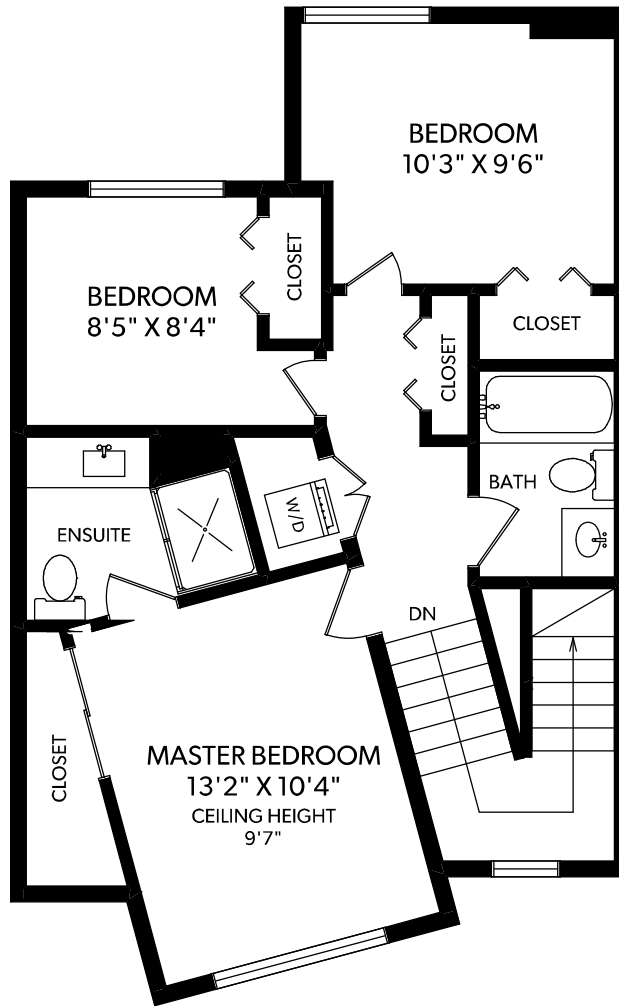 BEDROOM
10'3" X 9'6"
CLOSET
BEDROOM
8'5" X 8'4"
CLOSET
CLOSET
BATH
W/D
ENSUITE
DN
CLOSET
MASTER BEDROOM
13'2" X 10'4"
CEILING HEIGHT
9'7"